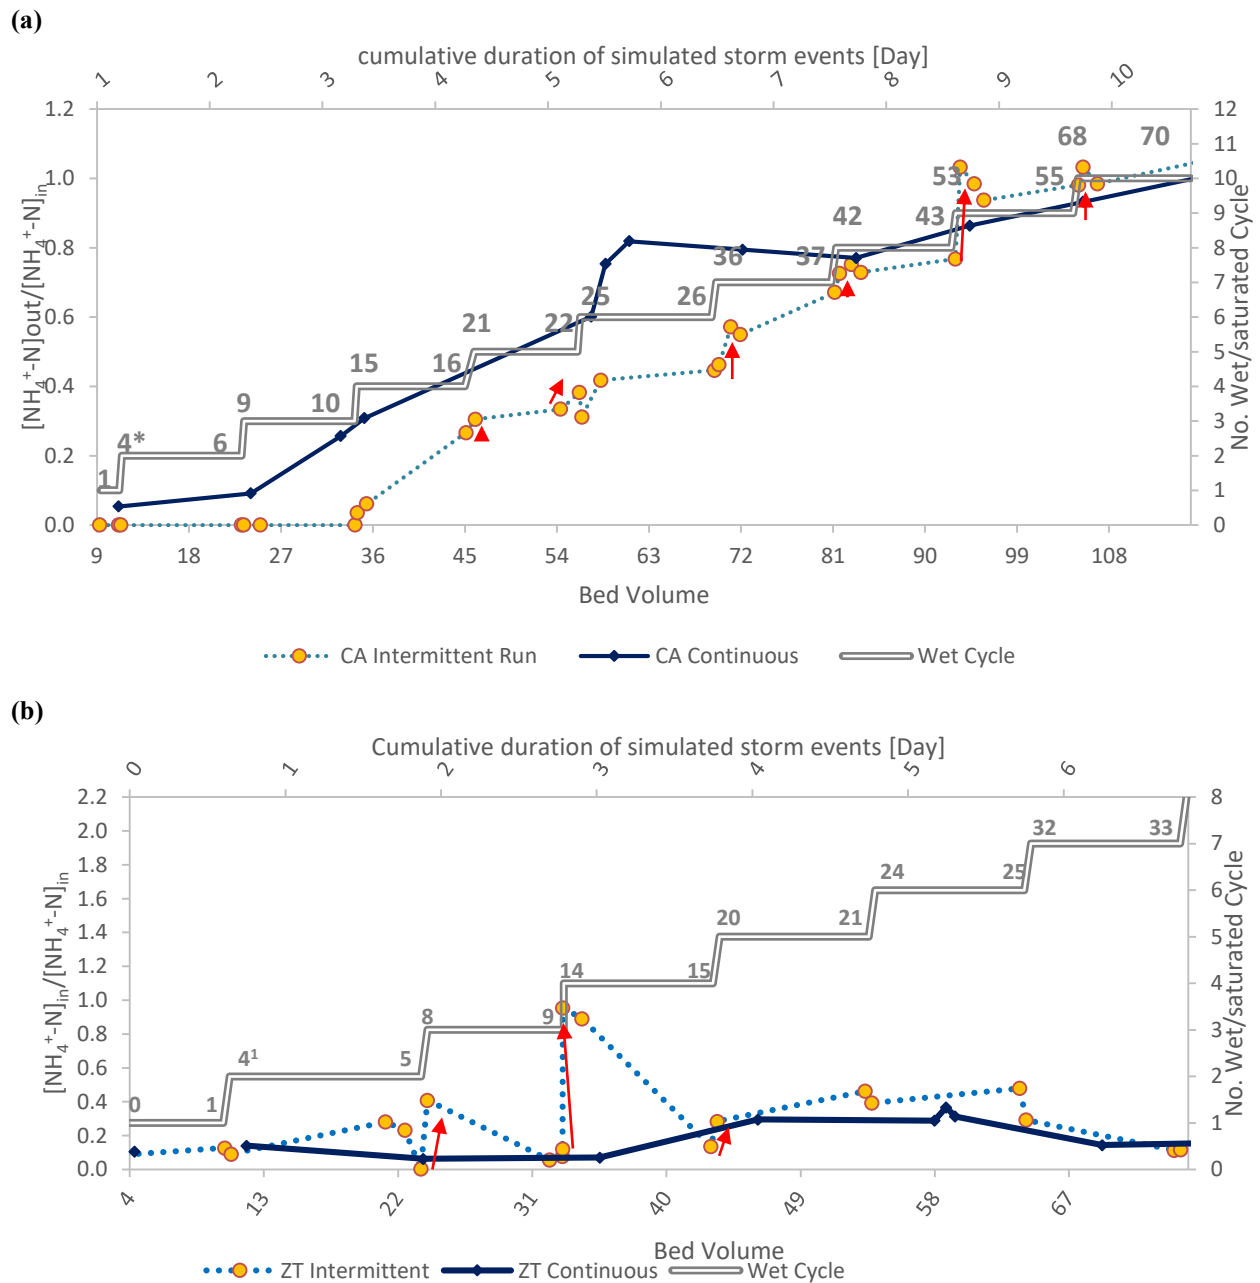 (a)
cumulative duration of simulated storm events [Day]
1 2 3 4 5 6 7 8 9 10
[NH4+-N]out/[NH4+-N]in
1.2
1.0
0.8
0.6
0.4
0.2
0.0
12
11
10
9
8
7
6
5
4
3
2
1
0
No. Wet/saturated Cycle
1 4* 6 9 10 15 16 21 22 25 26 36 37 42 43 53 55 68 70
9 18 27 36 45 54 63 72 81 90 99 108
Bed Volume
CA Intermittent Run CA Continuous Wet Cycle
(b)
Cumulative duration of simulated storm events [Day]
0 1 2 3 4 5 6
[NH4+-N]in/[NH4+-N]in
2.2
2.0
1.8
1.6
1.4
1.2
1.0
0.8
0.6
0.4
0.2
0.0
8
7
6
5
4
3
2
1
0
No. Wet/saturated Cycle
0 1 4¹ 5 8 9 14 15 20 21 24 25 32 33
4 13 22 31 40 49 58 67
Bed Volume
ZT Intermittent ZT Continuous Wet Cycle